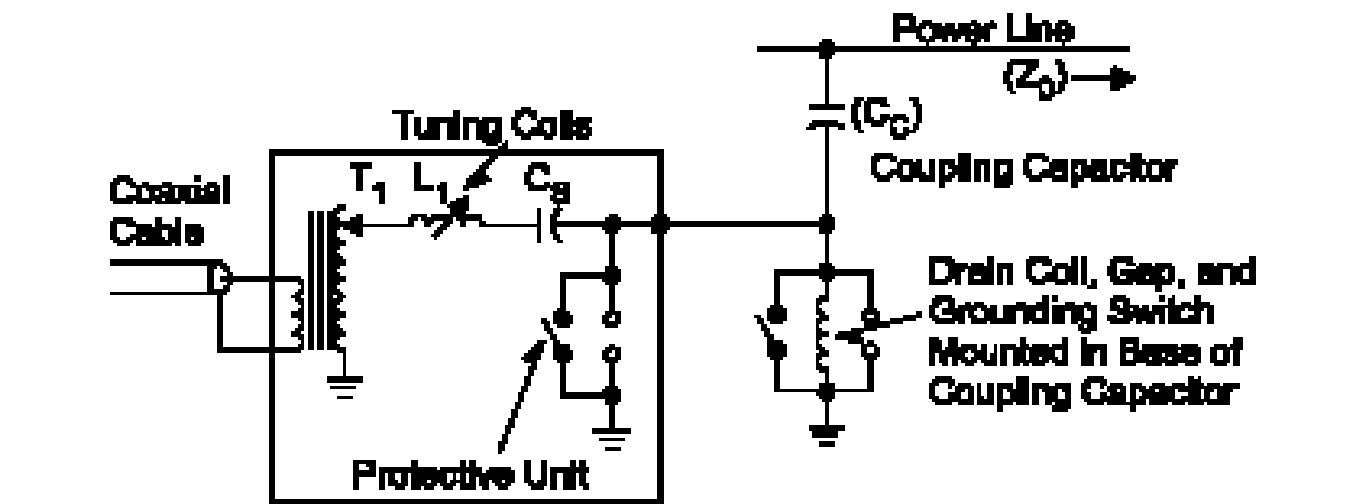 Power Line
(Z0)
(CC)
Coupling Capacitor
Tuning Coils
T1 L1 CB
Coaxial
Cable
Drain Coil, Gap, and
Grounding Switch
Mounted in Base of
Coupling Capacitor
Protective Unit